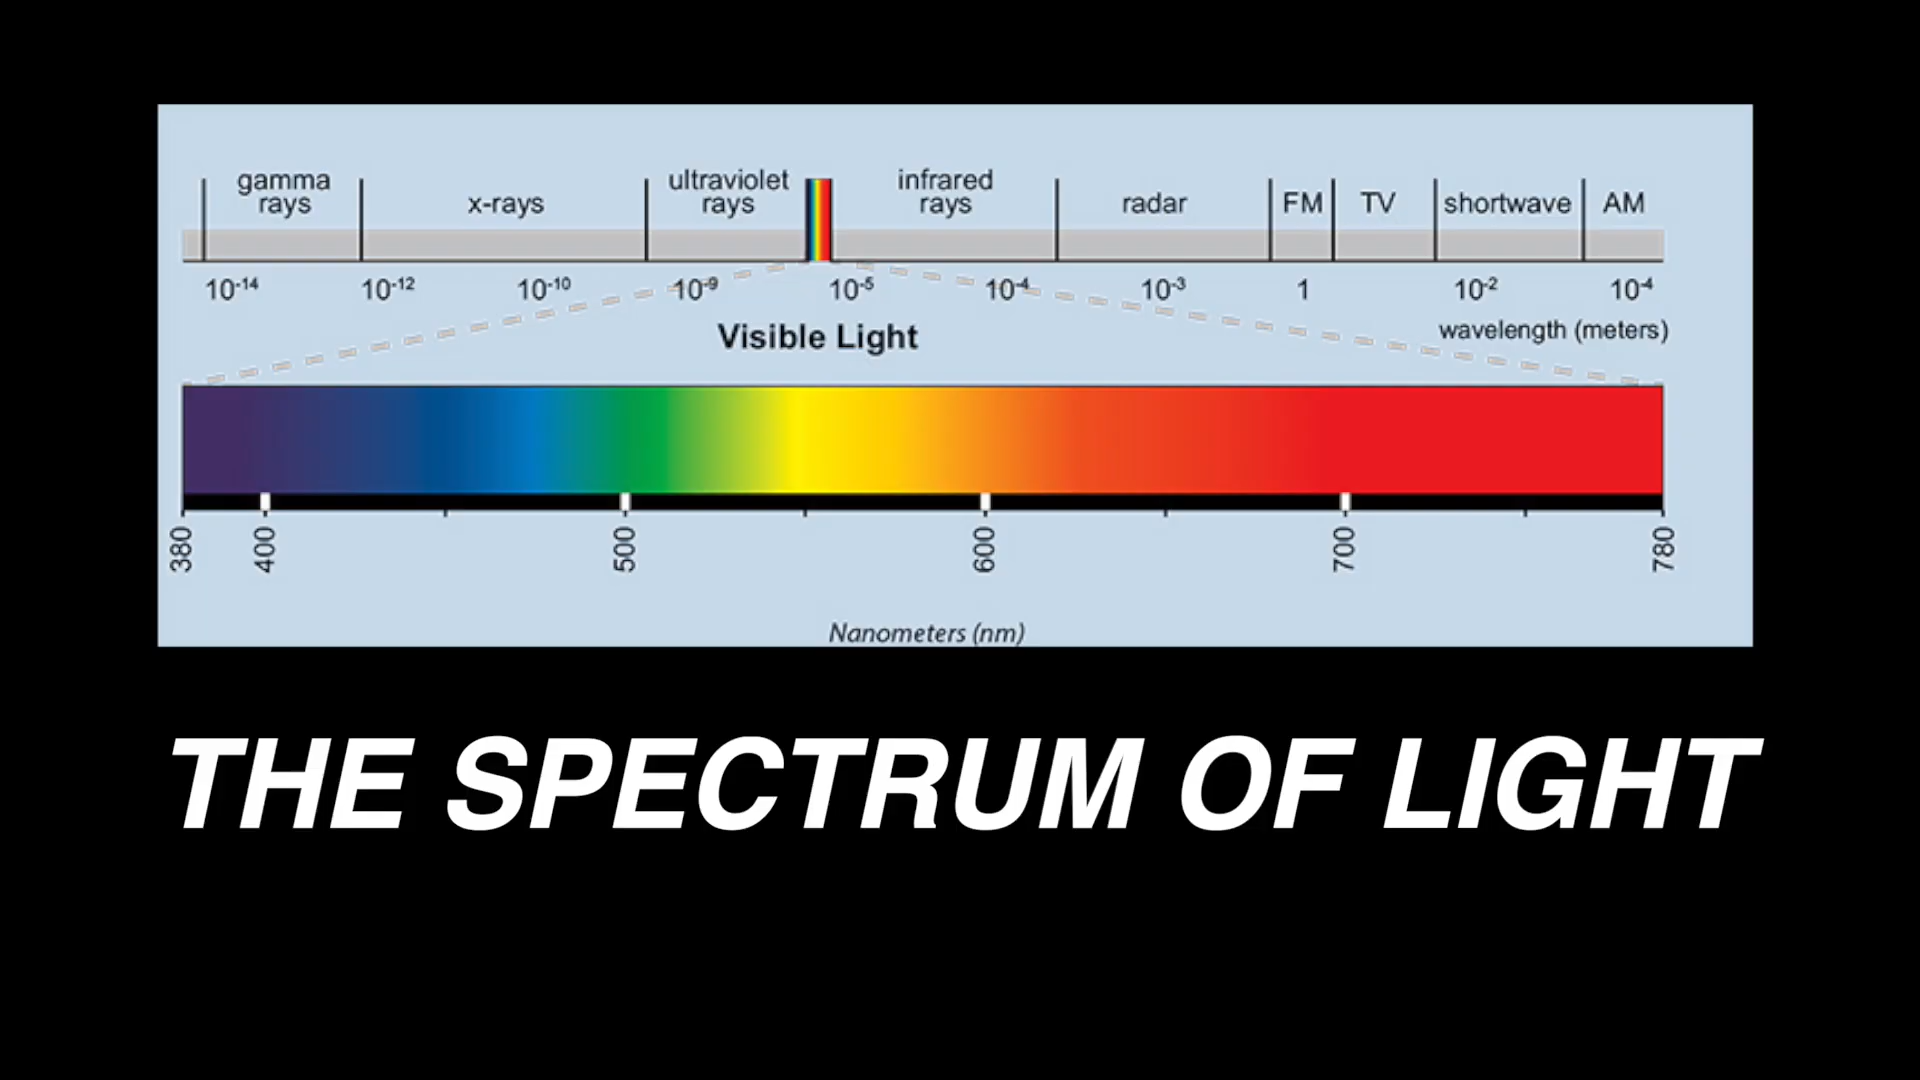 gamma rays
x-rays
ultraviolet rays
infrared rays
radar
FM
TV
shortwave
AM
10-14 10-12 10-10 10-9 10-5 10-4 10-3 1 10-2 10-4
wavelength (meters)
Visible Light
380 400 500 600 700 780
Nanometers (nm)
THE SPECTRUM OF LIGHT